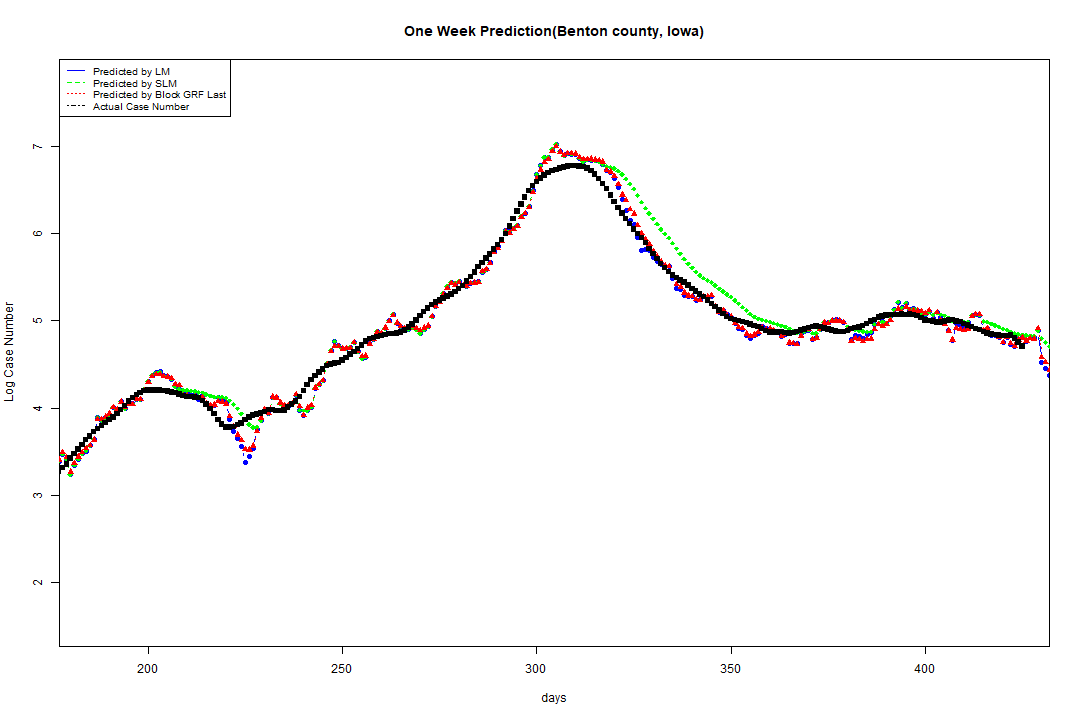 One Week Prediction(Benton county, Iowa)
Predicted by LM
Predicted by SLM
Predicted by Block GRF Last
Actual Case Number
7
6
5
4
3
2
Log Case Number
200 250 300 350 400
days